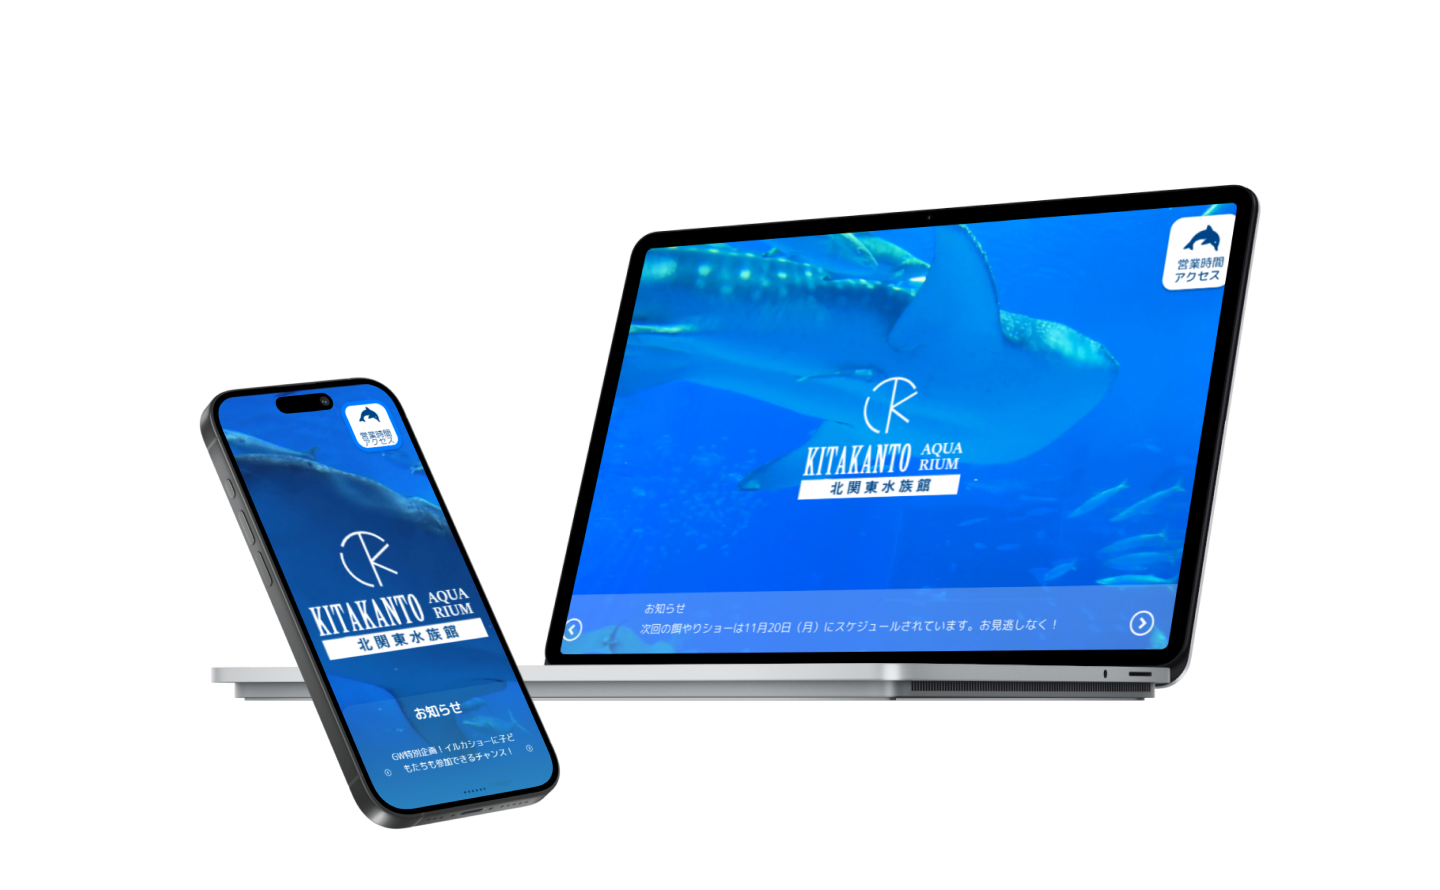 営業時間
アクセス
KITAKANTO AQUA
RIUM
北関東水族館
お知らせ
次回の餌やりショーは11月20日（月）にスケジュールされています。お見逃しなく！
営業時間
アクセス
KITAKANTO AQUA
RIUM
北関東水族館
お知らせ
GW特別企画！イルカショーに子ど
もたちも参加できるチャンス！